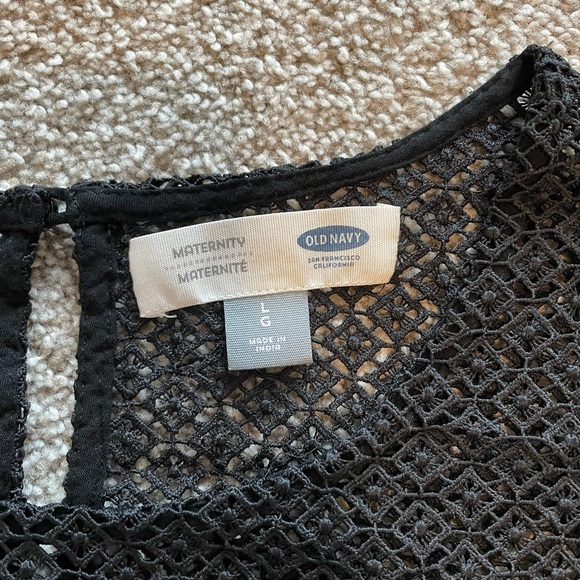 MATERNITY
MATERNITÉ
OLD NAVY
SAN FRANCISCO
CALIFORNIA
L
G
MADE IN
INDIA